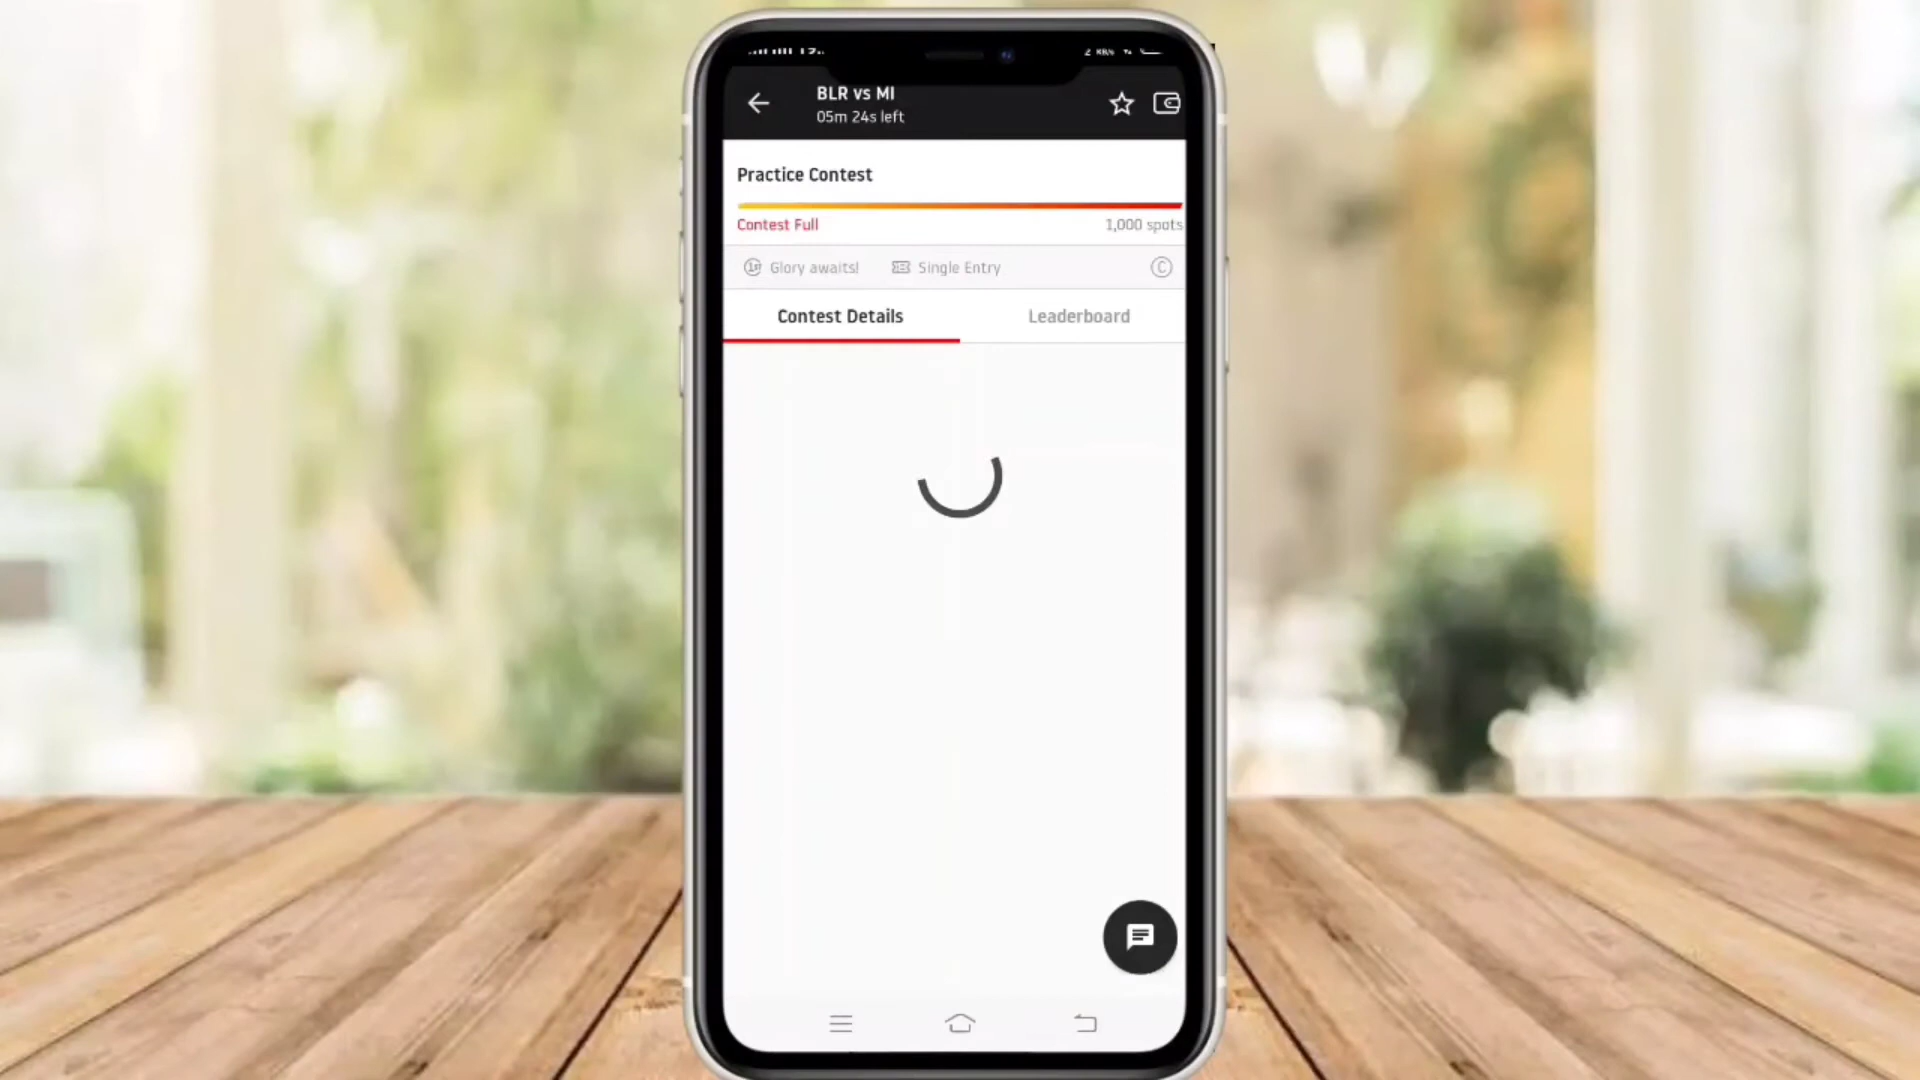 BLR vs MI
05m 24s left
Practice Contest
Contest Full
1,000 spots
1st Glory awaits!
Single Entry
C
Contest Details
Leaderboard